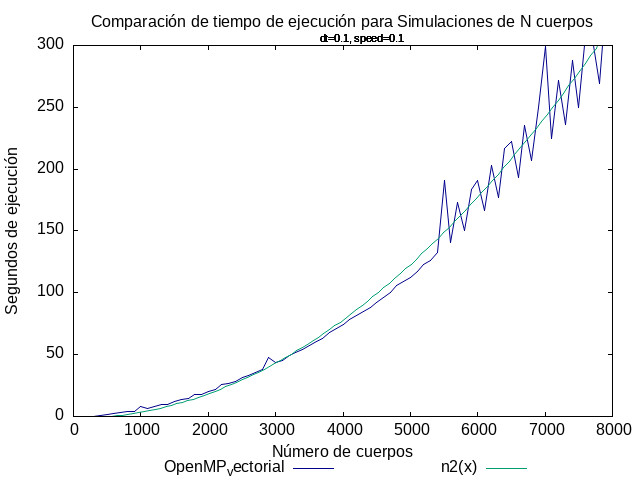 Comparación de tiempo de ejecución para Simulaciones de N cuerpos
dt=0.1, speed=0.1
300
250
200
150
100
50
0
Segundos de ejecución
0 1000 2000 3000 4000 5000 6000 7000 8000
Número de cuerpos
OpenMPvectorial n2(x)